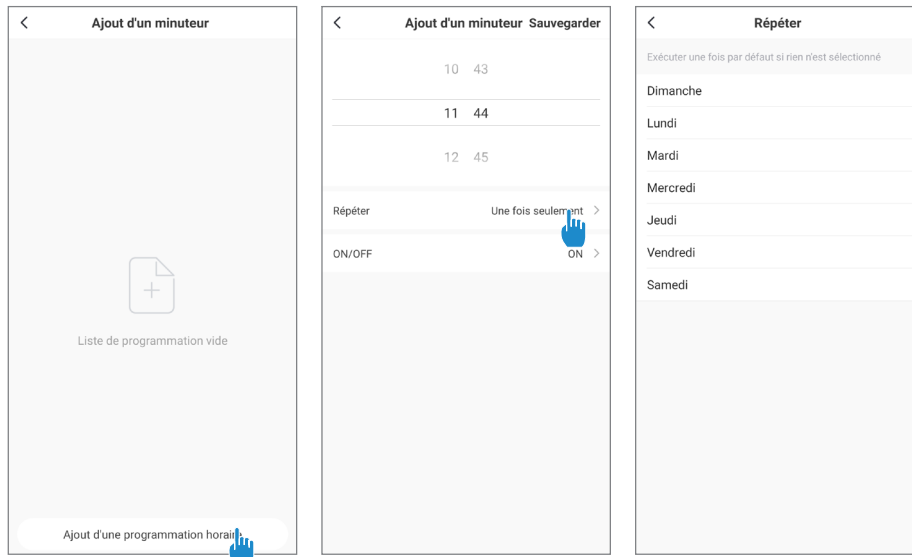 Ajout d'un minuteur
Liste de programmation vide
Ajout d'une programmation horaire
Ajout d'un minuteur Sauvegarder
10 43
11 44
12 45
Répéter Une fois seulement
ON/OFF ON
Répéter
Exécuter une fois par défaut si rien n'est sélectionné
Dimanche
Lundi
Mardi
Mercredi
Jeudi
Vendredi
Samedi